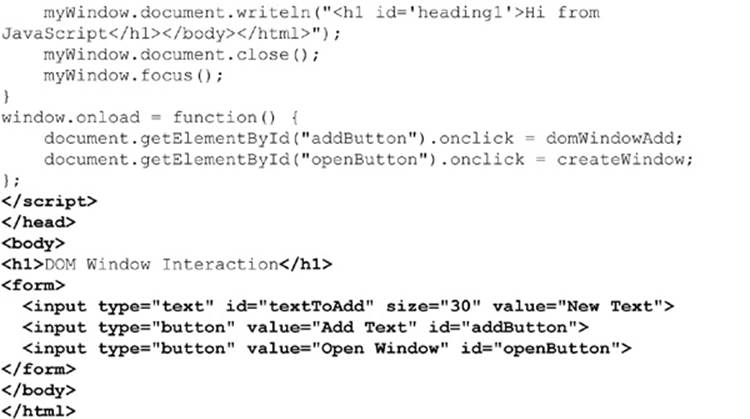 myWindow.document.writeln("<h1 id='heading1'>Hi from
JavaScript</h1></body></html>");
myWindow.document.close();
myWindow.focus();
}
window.onload = function() {
document.getElementById("addButton").onclick = domWindowAdd;
document.getElementById("openButton").onclick = createWindow;
};
</script>
</head>
<body>
<h1>DOM Window Interaction</h1>
<form>
<input type="text" id="textToAdd" size="30" value="New Text">
<input type="button" value="Add Text" id="addButton">
<input type="button" value="Open Window" id="openButton">
</form>
</body>
</html>